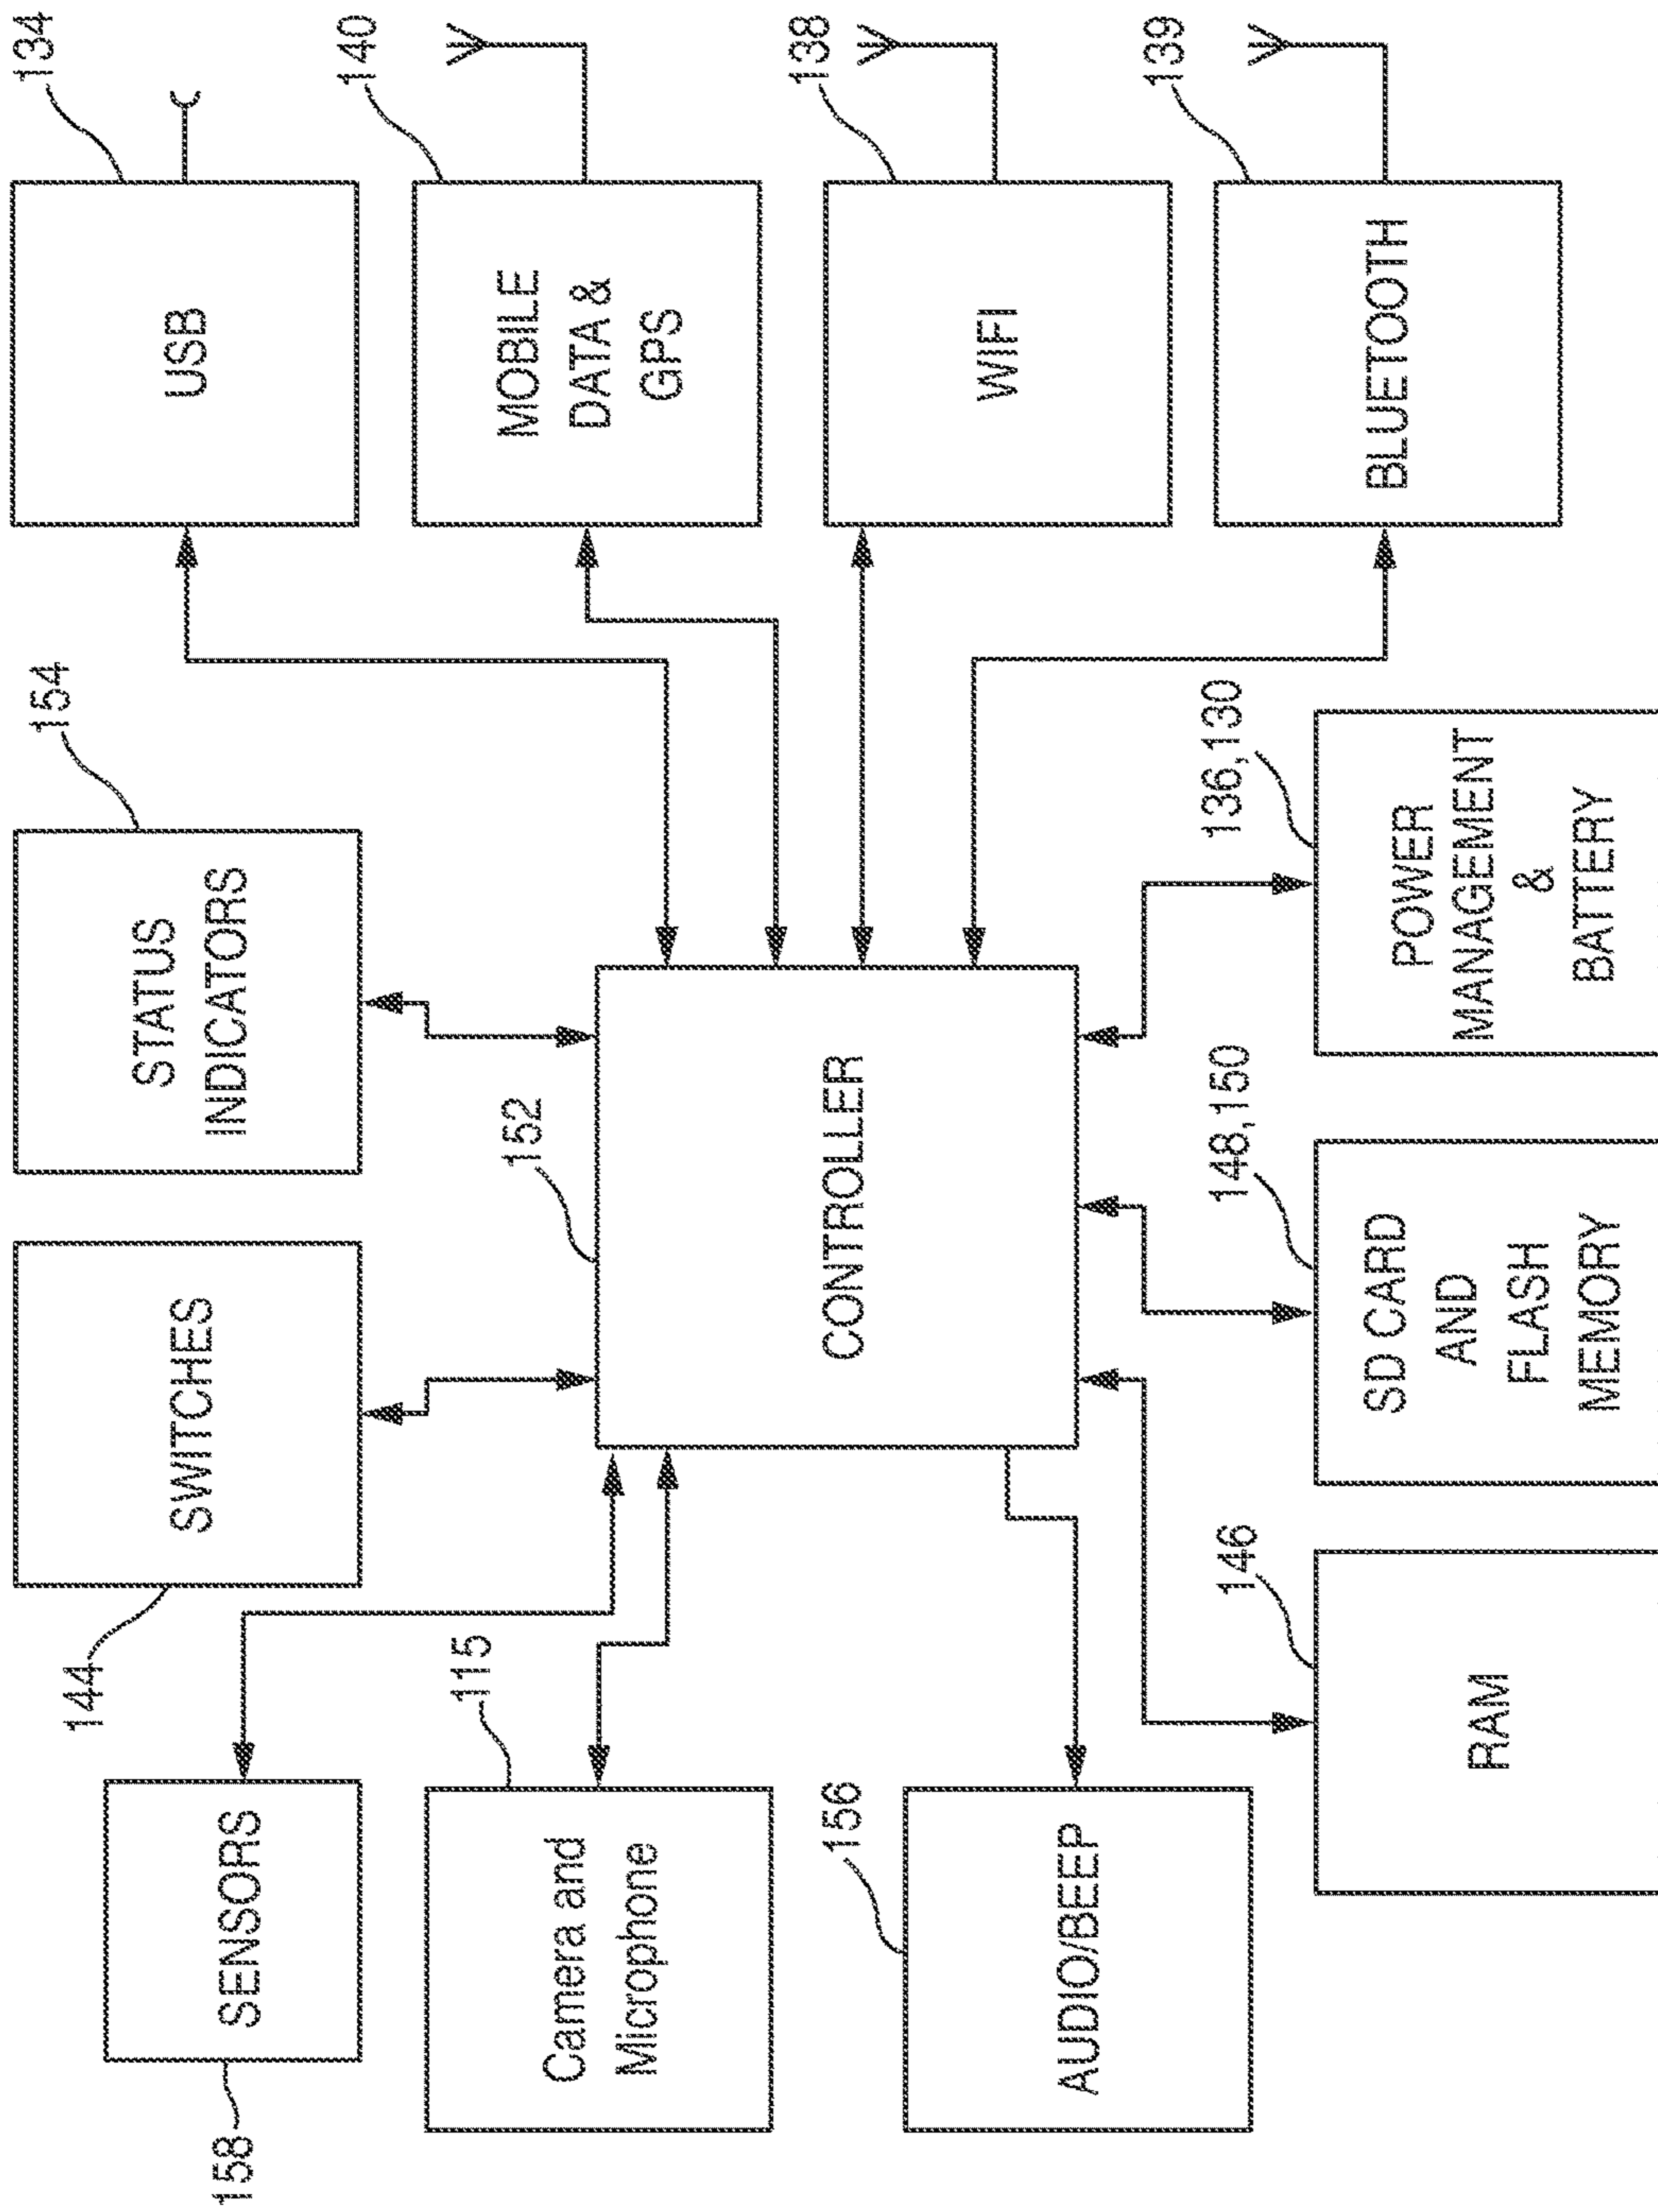 158
SENSORS
144
SWITCHES
154
STATUS
INDICATORS
134
USB
115
Camera and
Microphone
152
CONTROLLER
140
MOBILE
DATA &
GPS
156
AUDIO/BEEP
138
WIFI
139
BLUETOOTH
146
RAM
148,150
SD CARD
AND
FLASH
MEMORY
136,130
POWER
MANAGEMENT
&
BATTERY